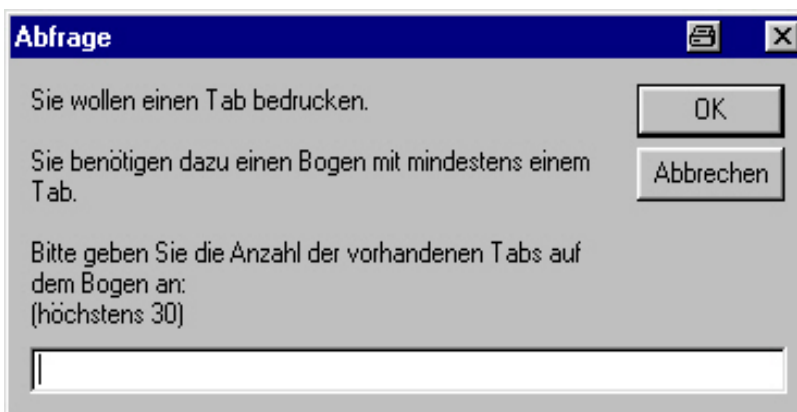 Abfrage
Sie wollen einen Tab bedrucken.
OK
Sie benötigen dazu einen Bogen mit mindestens einem
Tab.
Abbrechen
Bitte geben Sie die Anzahl der vorhandenen Tabs auf
dem Bogen an:
(höchstens 30)